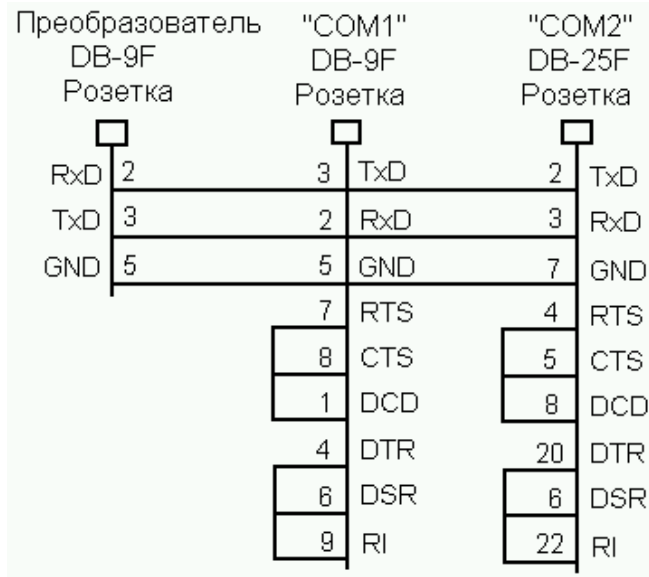 Преобразователь "COM1" "COM2"
DB-9F DB-9F DB-25F
Розетка Розетка Розетка
RxD 2 3 TxD 2 TxD
TxD 3 2 RxD 3 RxD
GND 5 5 GND 7 GND
7 RTS 4 RTS
8 CTS 5 CTS
1 DCD 8 DCD
4 DTR 20 DTR
6 DSR 6 DSR
9 RI 22 RI